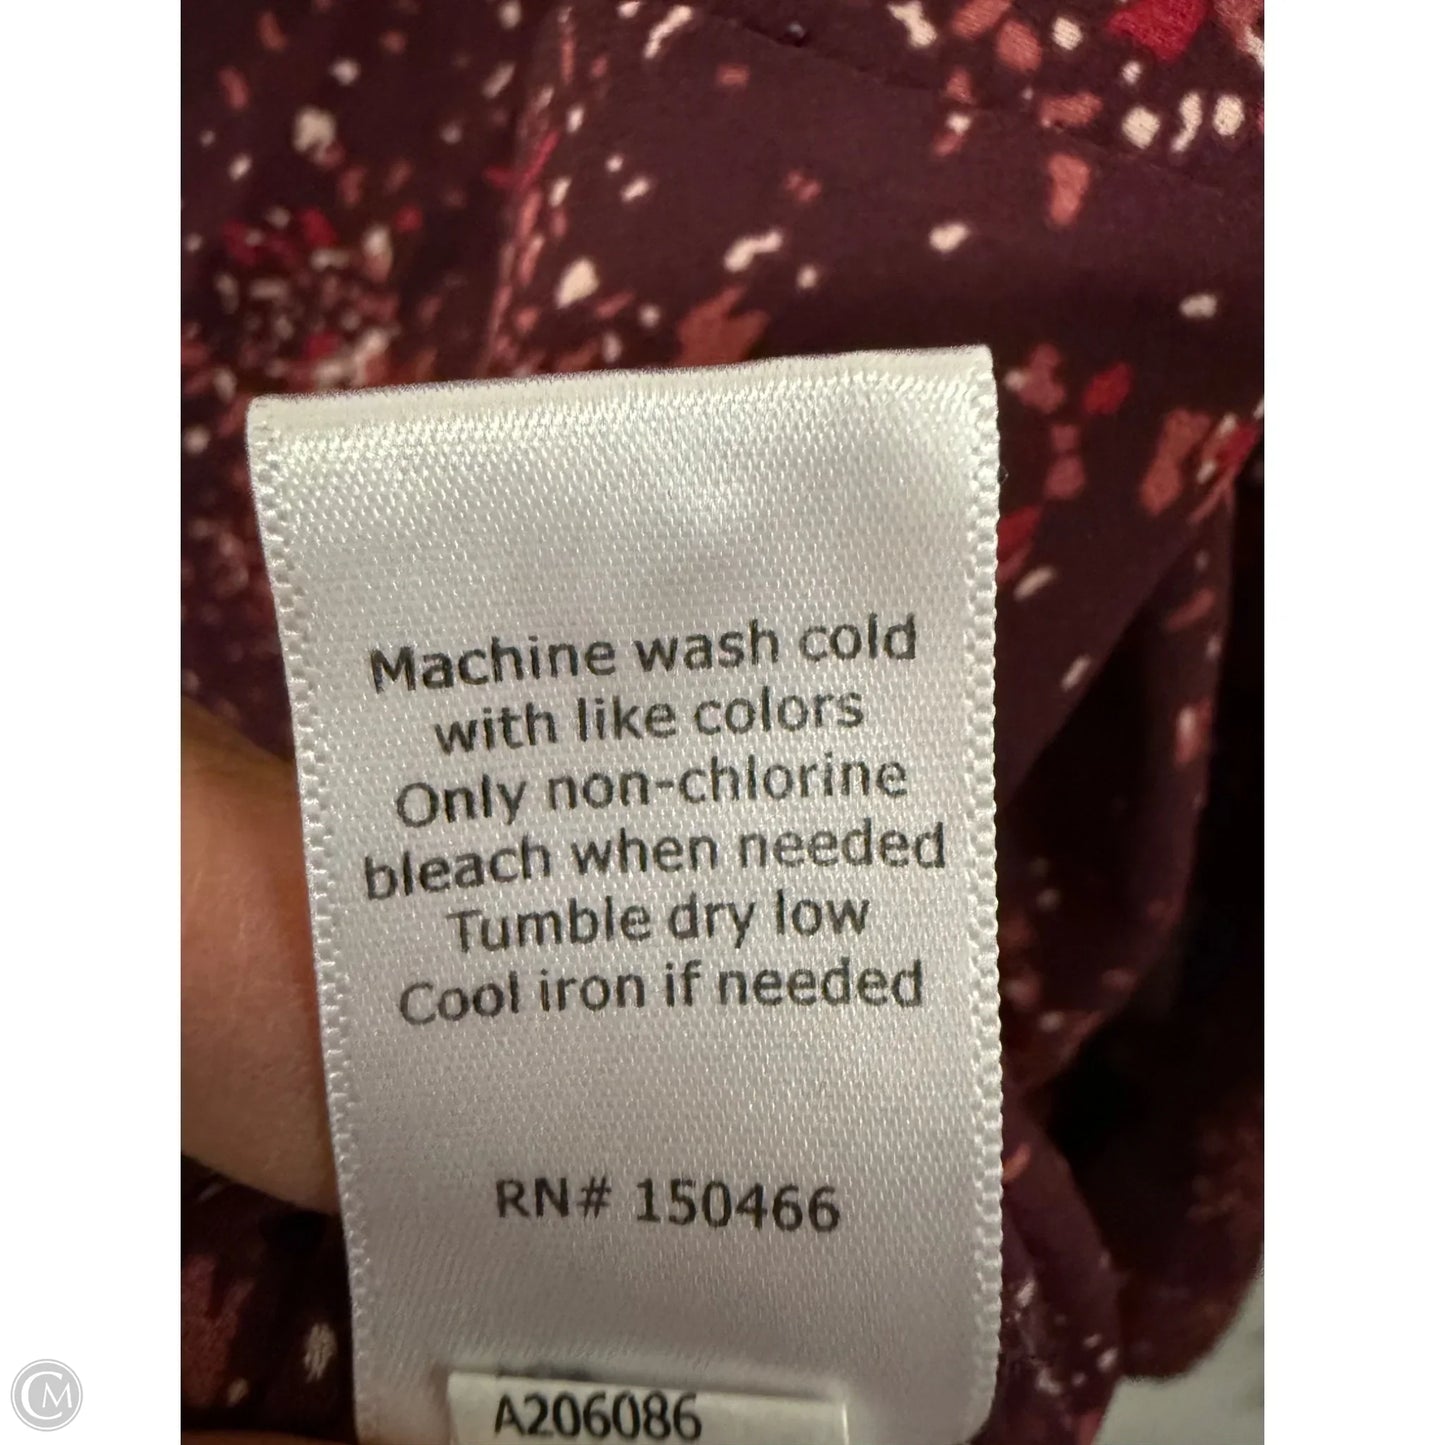 Machine wash cold
with like colors
Only non-chlorine
bleach when needed
Tumble dry low
Cool iron if needed
RN# 150466
A206086
CM